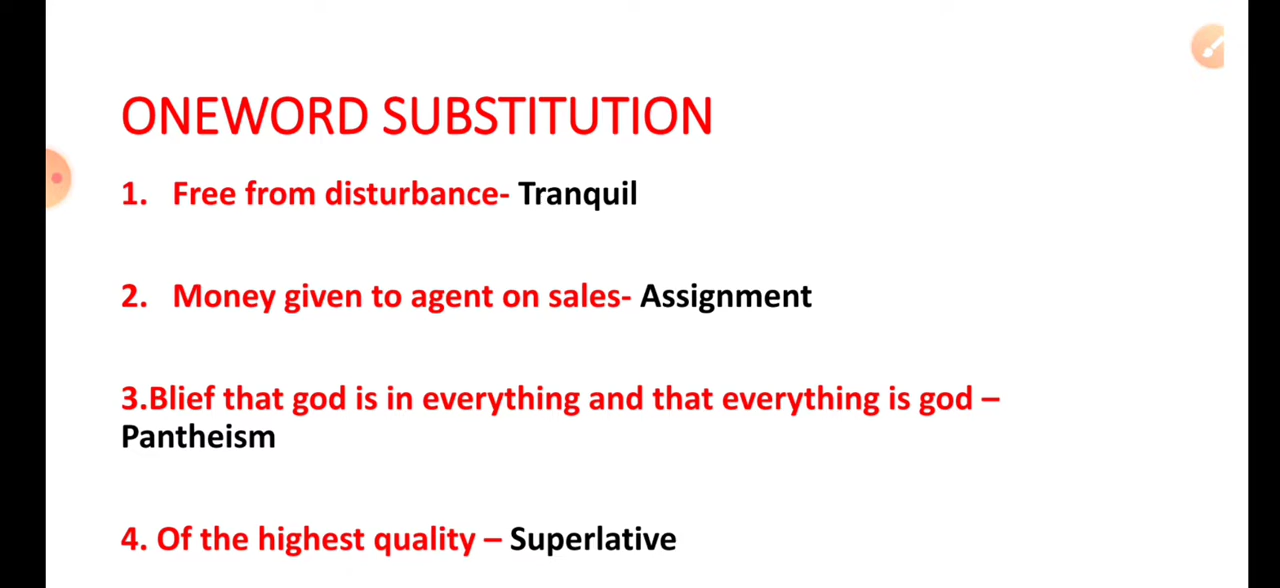 ONEWORD SUBSTITUTION
1. Free from disturbance- Tranquil
2. Money given to agent on sales- Assignment
3.Blief that god is in everything and that everything is god –
Pantheism
4. Of the highest quality – Superlative